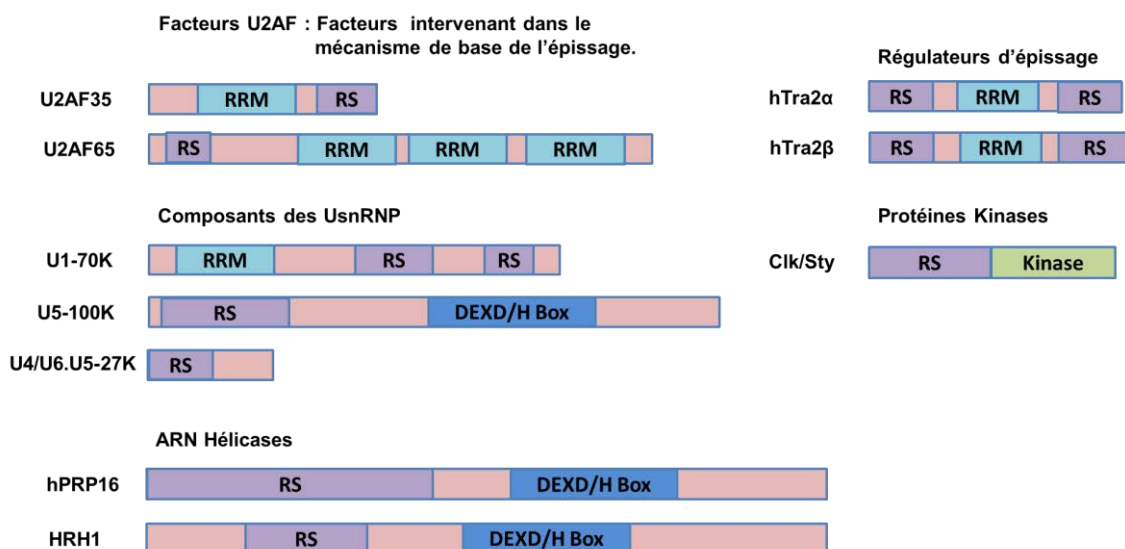 Facteurs U2AF : Facteurs intervenant dans le
mécanisme de base de l'épissage.
U2AF35
RRM
RS
U2AF65
RS
RRM
RRM
RRM
Composants des UsnRNP
U1-70K
RRM
RS
RS
U5-100K
RS
DEXD/H Box
U4/U6.U5-27K
RS
ARN Hélicases
hPRP16
RS
DEXD/H Box
HRH1
RS
DEXD/H Box
Régulateurs d'épissage
hTra2α
RS
RRM
RS
hTra2β
RS
RRM
RS
Protéines Kinases
Clk/Sty
RS
Kinase